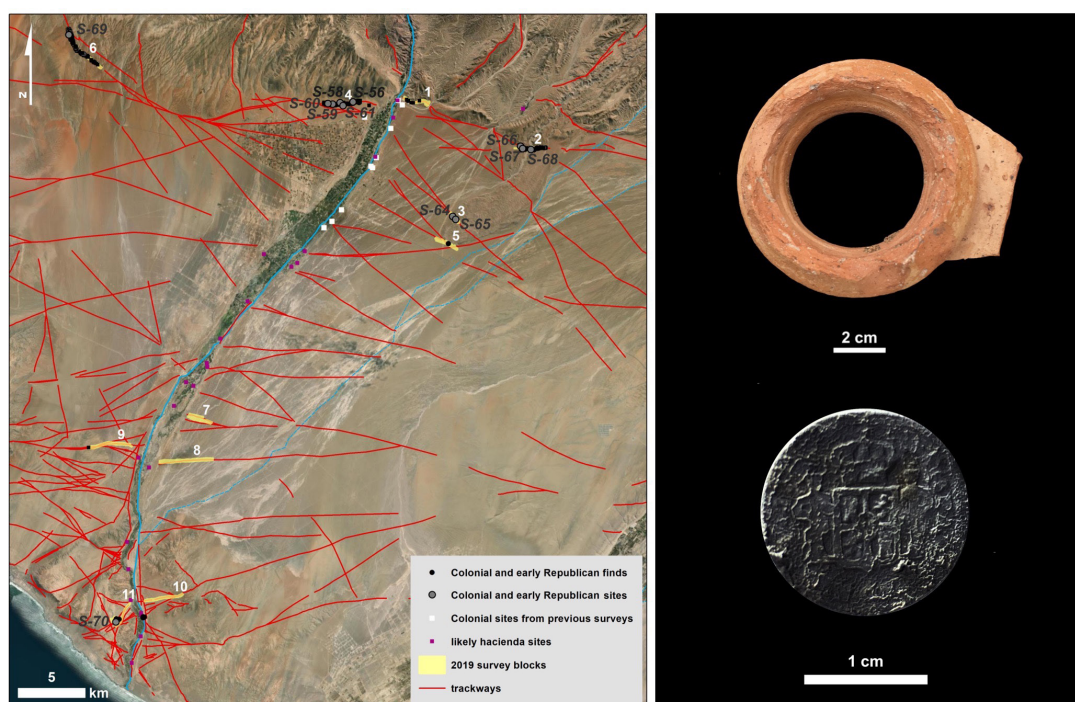 S-69
6
N
S-58
4
S-56
S-60
S-59
S-61
1
S-66
2
S-67
S-68
S-64
3
S-65
5
7
9
8
10
11
S-70
5
km
Colonial and early Republican finds
Colonial and early Republican sites
Colonial sites from previous surveys
likely hacienda sites
2019 survey blocks
trackways
2 cm
1 cm